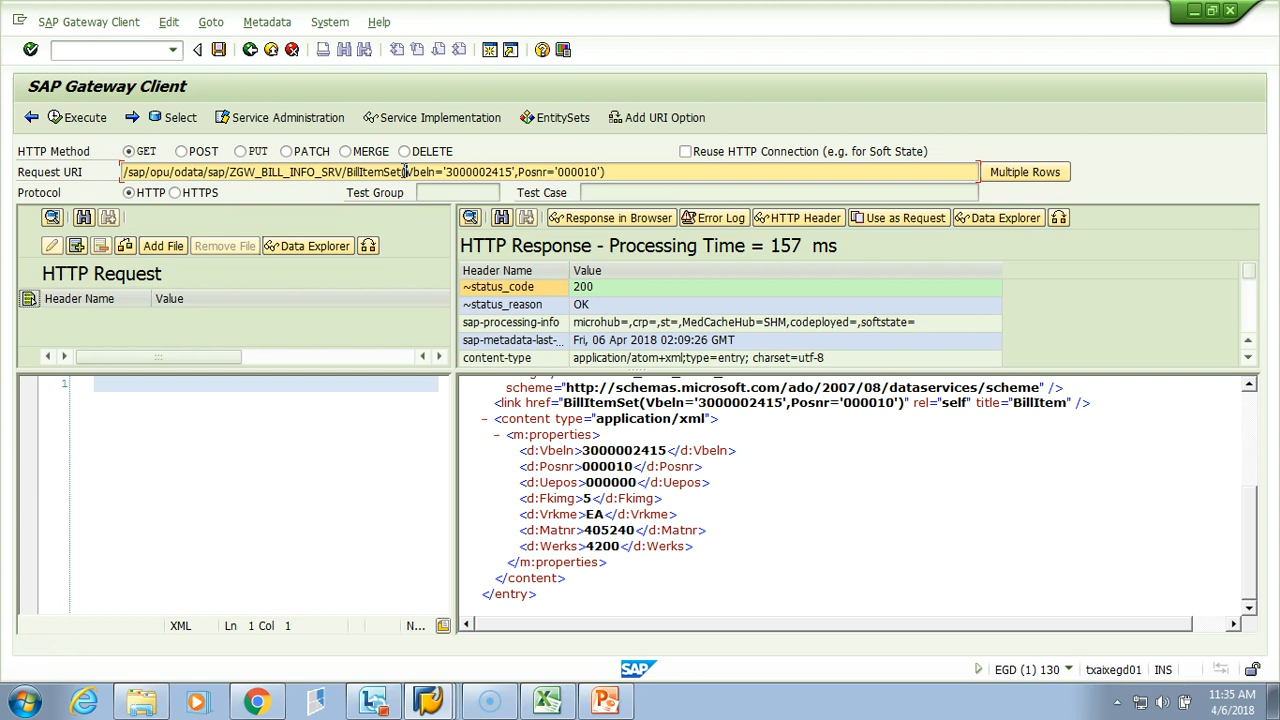 SAP Gateway Client Edit Goto Metadata System Help
SAP Gateway Client
Execute Select Service Administration Service Implementation EntitySets Add URI Option
HTTP Method GET POST PUT PATCH MERGE DELETE Reuse HTTP Connection (e.g. for Soft State)
Request URI /sap/opu/odata/sap/ZGW_BILL_INFO_SRV/BillItemSet(Vbeln='3000002415',Posnr='000010') Multiple Rows
Protocol HTTP HTTPS Test Group Test Case
Response in Browser Error Log HTTP Header Use as Request Data Explorer
Add File Remove File Data Explorer
HTTP Response - Processing Time = 157 ms
HTTP Request
Header Name Value
Header Name Value
~status_code 200
~status_reason OK
sap-processing-info microhub=,crp=,st=,MedCacheHub=SHM,codeployed=,softstate=
sap-metadata-last-... Fri, 06 Apr 2018 02:09:26 GMT
content-type application/atom+xml;type=entry; charset=utf-8
1
scheme="http://schemas.microsoft.com/ado/2007/08/dataservices/scheme" />
<link href="BillItemSet(Vbeln='3000002415',Posnr='000010')" rel="self" title="BillItem" />
- <content type="application/xml">
- <m:properties>
<d:Vbeln>3000002415</d:Vbeln>
<d:Posnr>000010</d:Posnr>
<d:Uepos>000000</d:Uepos>
<d:Fkimg>5</d:Fkimg>
<d:Vrkme>EA</d:Vrkme>
<d:Matnr>405240</d:Matnr>
<d:Werks>4200</d:Werks>
</m:properties>
</content>
</entry>
XML Ln 1 Col 1 N...
SAP
EGD (1) 130 txaixegd01 INS
11:35 AM
4/6/2018